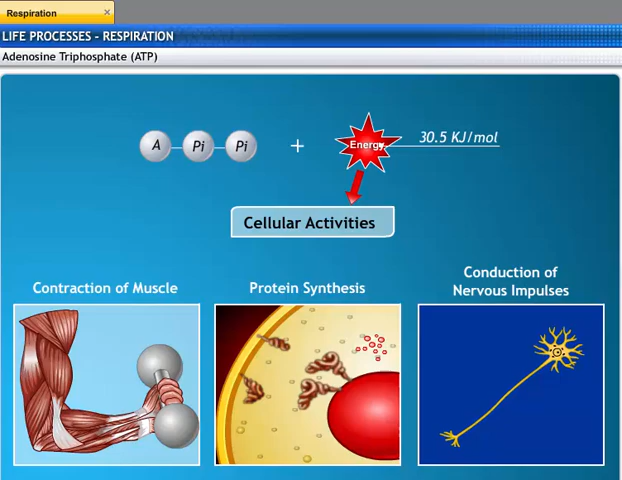 Respiration ×
LIFE PROCESSES - RESPIRATION
Adenosine Triphosphate (ATP)
A Pi Pi + Energy 30.5 KJ/mol
Cellular Activities
Contraction of Muscle
Protein Synthesis
Conduction of
Nervous Impulses